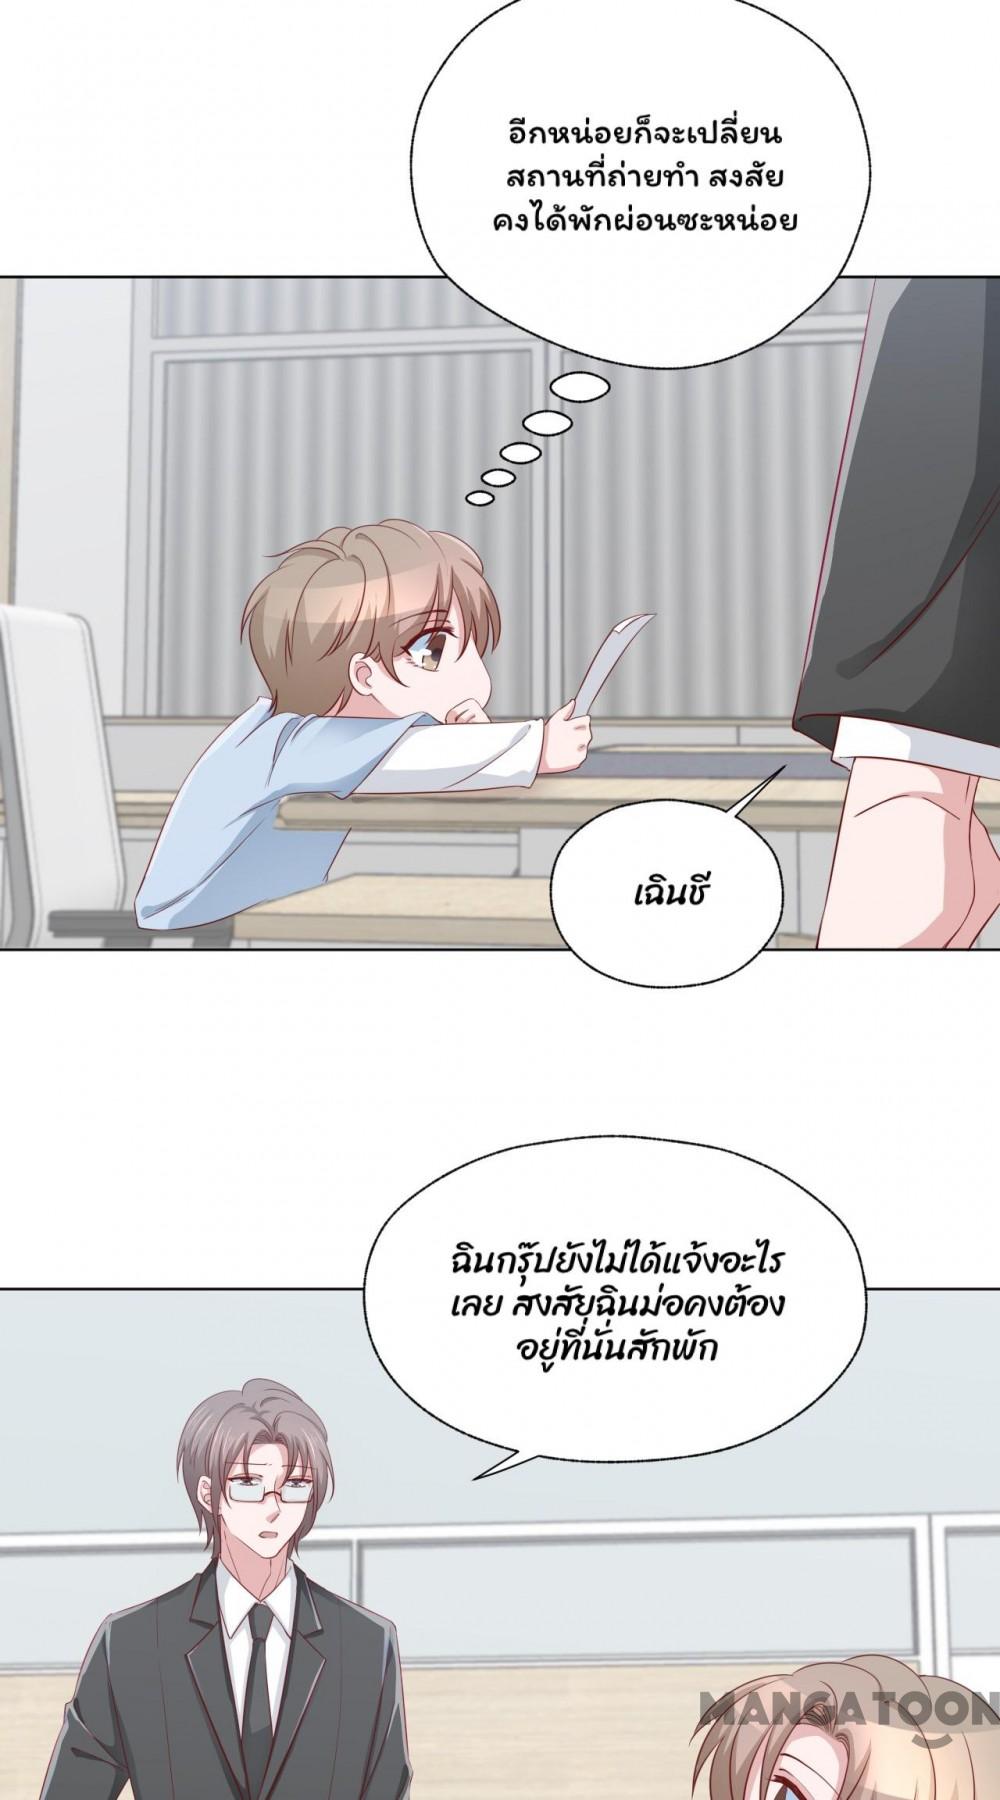 อีกหน่อยก็จะเปลี่ยน
สถานที่ถ่ายทำ สงสัย
คงได้พักผ่อนซะหน่อย
เฉินซี
ฉินกรุ๊ปยังไม่ได้แจ้งอะไร
เลย สงสัยฉินม่อคงต้อง
อยู่ที่นั่นสักพัก
MANGATOON